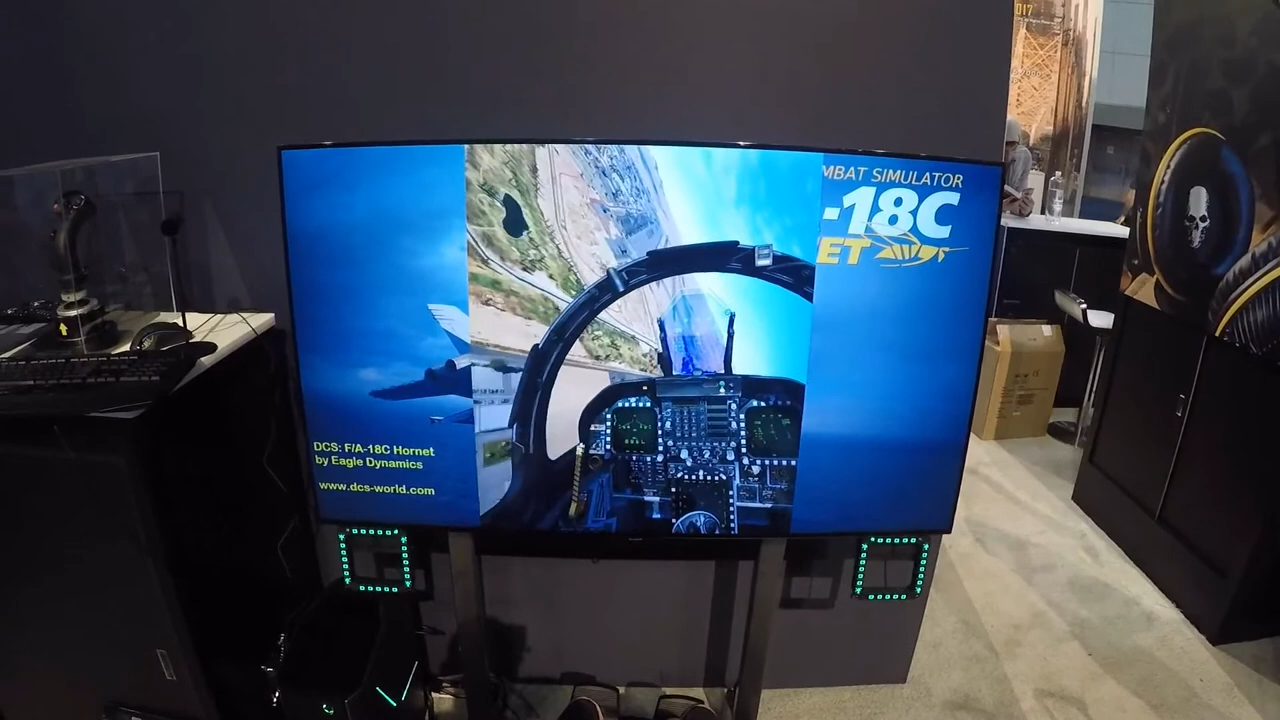 MBAT SIMULATOR
-18C
ET
DCS: F/A-18C Hornet
by Eagle Dynamics
www.dcs-world.com
017